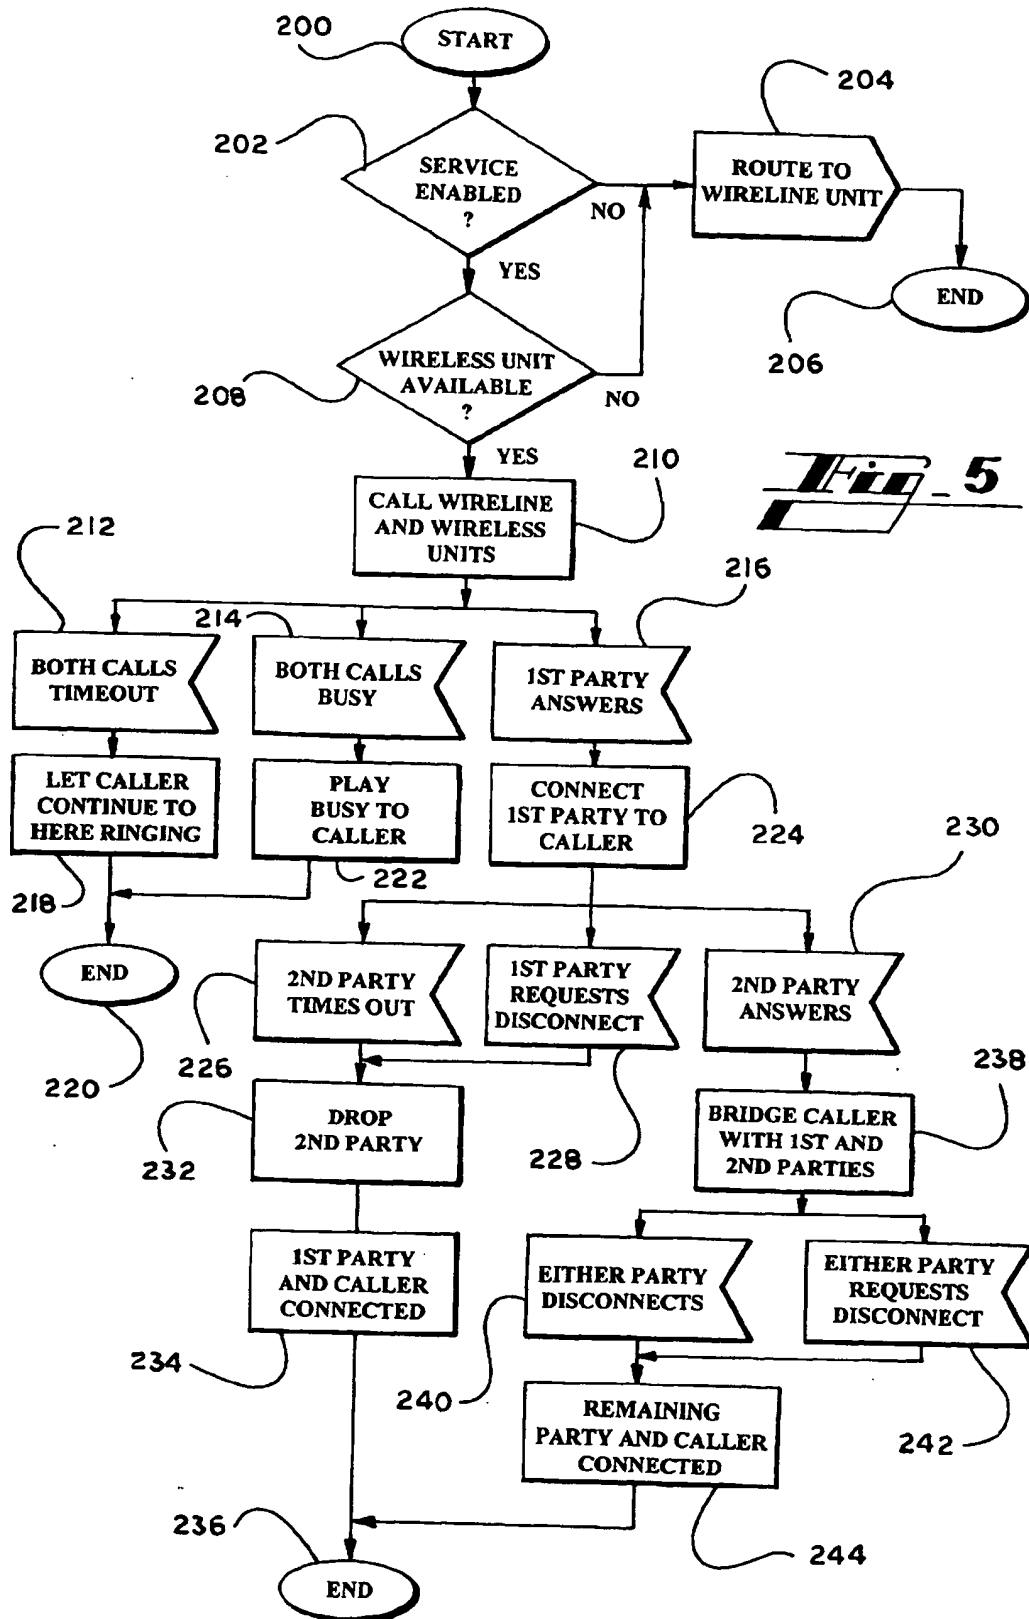 200
START
204
202
SERVICE
ENABLED
?
NO
ROUTE TO
WIRELINE UNIT
YES
END
206
208
WIRELESS UNIT
AVAILABLE
?
NO
YES
210
Fig_5
CALL WIRELINE
AND WIRELESS
UNITS
212
214
216
BOTH CALLS
TIMEOUT
BOTH CALLS
BUSY
1ST PARTY
ANSWERS
LET CALLER
CONTINUE TO
HERE RINGING
PLAY
BUSY TO
CALLER
CONNECT
1ST PARTY TO
CALLER
218
222
224
230
END
220
2ND PARTY
TIMES OUT
1ST PARTY
REQUESTS
DISCONNECT
2ND PARTY
ANSWERS
226
228
238
DROP
2ND PARTY
232
BRIDGE CALLER
WITH 1ST AND
2ND PARTIES
1ST PARTY
AND CALLER
CONNECTED
234
EITHER PARTY
DISCONNECTS
EITHER PARTY
REQUESTS
DISCONNECT
240
242
REMAINING
PARTY AND CALLER
CONNECTED
244
236
END